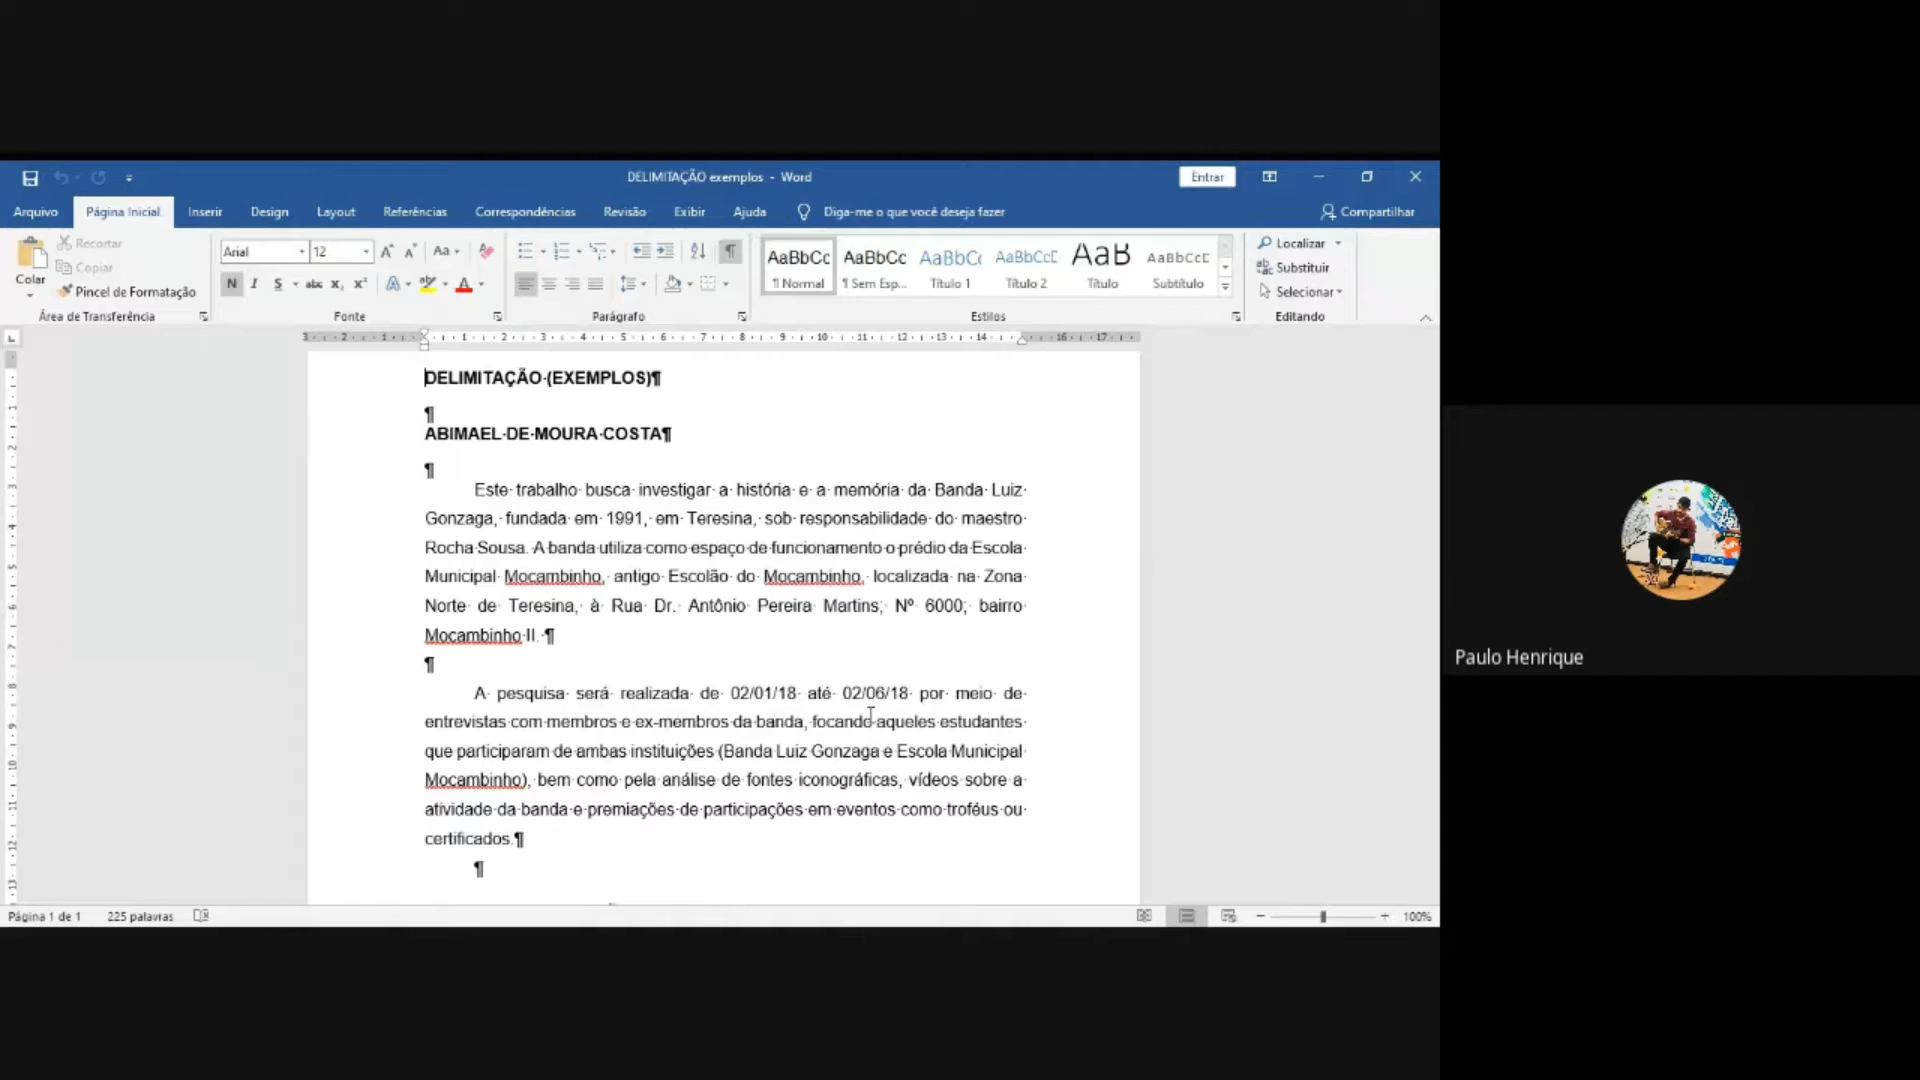 DELIMITAÇÃO exemplos - Word
Entrar
Arquivo Página Inicial Inserir Design Layout Referências Correspondências Revisão Exibir Ajuda Diga-me o que você deseja fazer Compartilhar
Colar
Recortar
Copiar
Pincel de Formatação
Área de Transferência
Arial 12
Fonte
Parágrafo
AaBbCc AaBbCc AaBbC AaBbCcD AaB AaBbCcD
¶ Normal ¶ Sem Esp... Título 1 Título 2 Título Subtítulo
Estilos
Localizar
Substituir
Selecionar
Editando
DELIMITAÇÃO·(EXEMPLOS)¶
¶
ABIMAEL·DE·MOURA·COSTA¶
¶
Este trabalho busca investigar a história e a memória da Banda Luiz
Gonzaga, fundada em 1991, em Teresina, sob responsabilidade do maestro
Rocha Sousa. A banda utiliza como espaço de funcionamento o prédio da Escola
Municipal Mocambinho, antigo Escolão do Mocambinho, localizada na Zona
Norte de Teresina, à Rua Dr. Antônio Pereira Martins; Nº 6000; bairro
Mocambinho II. ¶
¶
A pesquisa será realizada de 02/01/18 até 02/06/18 por meio de
entrevistas com membros e ex-membros da banda, focando aqueles estudantes
que participaram de ambas instituições (Banda Luiz Gonzaga e Escola Municipal
Mocambinho), bem como pela análise de fontes iconográficas, vídeos sobre a
atividade da banda e premiações de participações em eventos como troféus ou
certificados.¶
¶
Página 1 de 1 225 palavras
100%
Paulo Henrique